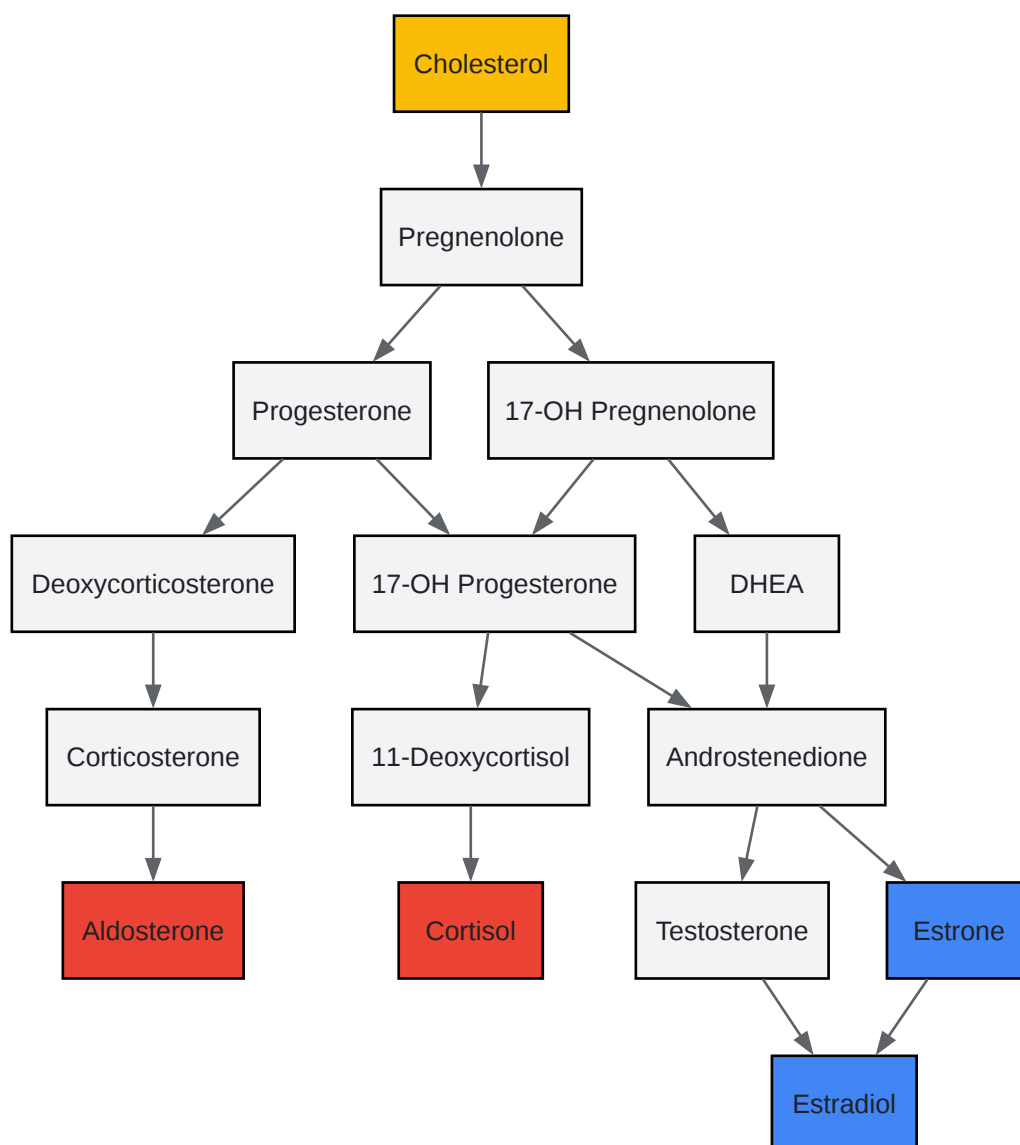 Cholesterol
Pregnenolone
Progesterone
17-OH Pregnenolone
Deoxycorticosterone
17-OH Progesterone
DHEA
Corticosterone
11-Deoxycortisol
Androstenedione
Aldosterone
Cortisol
Testosterone
Estrone
Estradiol